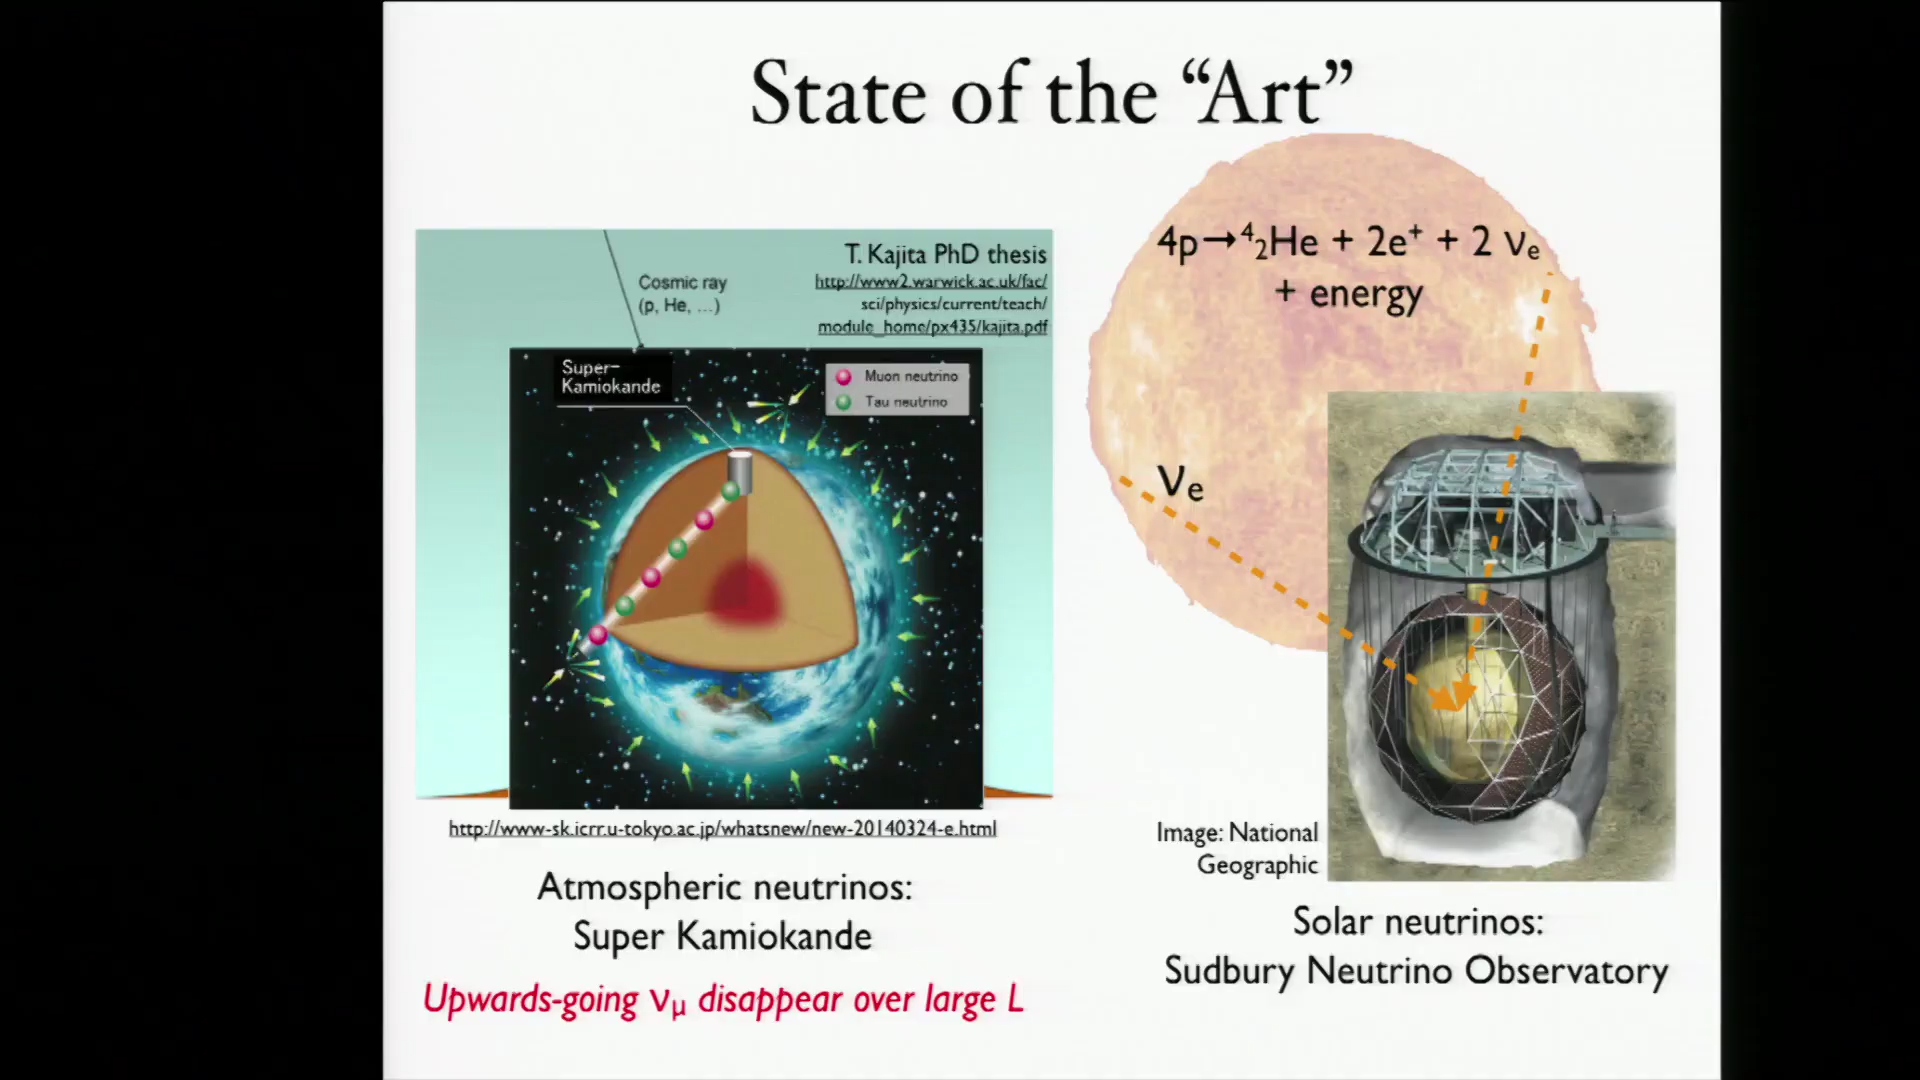 State of the “Art”
T. Kajita PhD thesis
http://www2.warwick.ac.uk/fac/
sci/physics/current/teach/
module_home/px435/kajita.pdf
Cosmic ray
(p, He, ...)
Super-
Kamiokande
Muon neutrino
Tau neutrino
http://www-sk.icrr.u-tokyo.ac.jp/whatsnew/new-20140324-e.html
Atmospheric neutrinos:
Super Kamiokande
Upwards-going νμ disappear over large L
4p→⁴₂He + 2e⁺ + 2 νe
+ energy
νe
Image: National
Geographic
Solar neutrinos:
Sudbury Neutrino Observatory